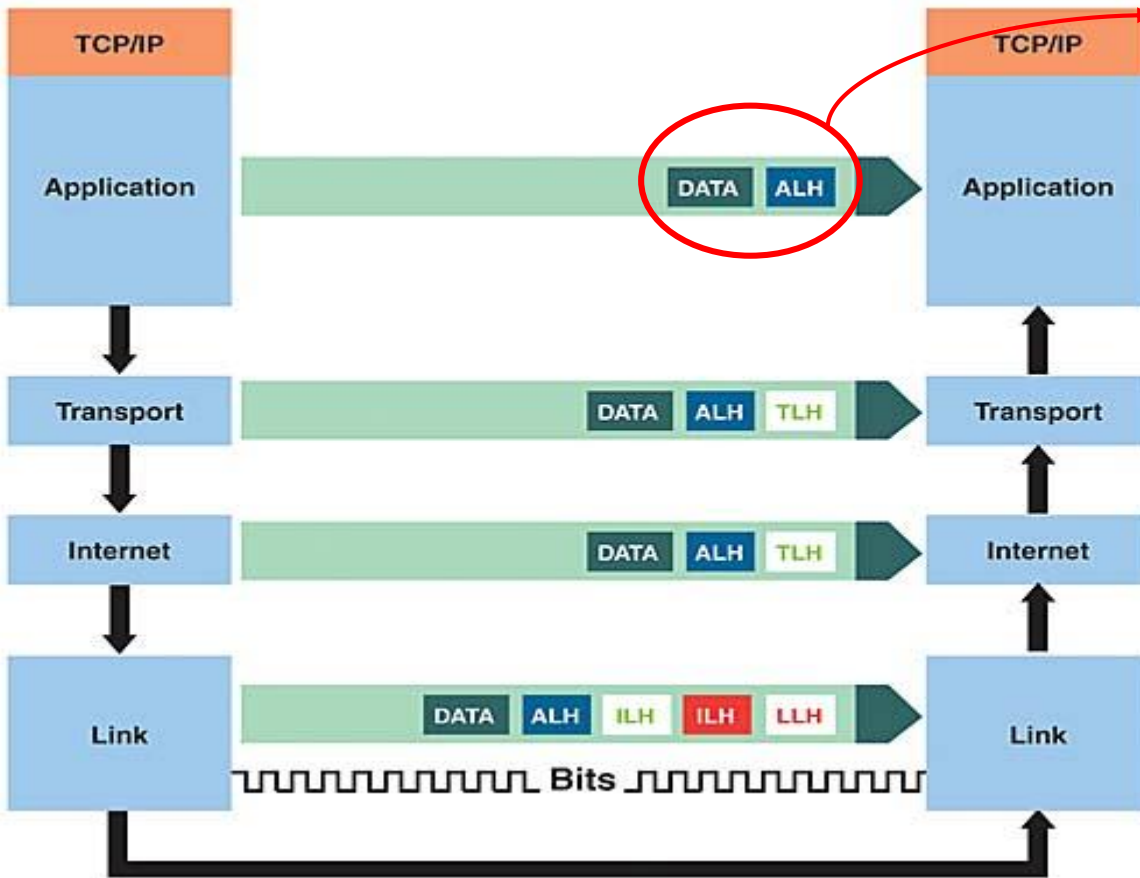 TCP/IP
TCP/IP
Application
DATA ALH
Application
Transport
DATA ALH TLH
Transport
Internet
DATA ALH TLH
Internet
Link
DATA ALH ILH ILH LLH
Link
Bits